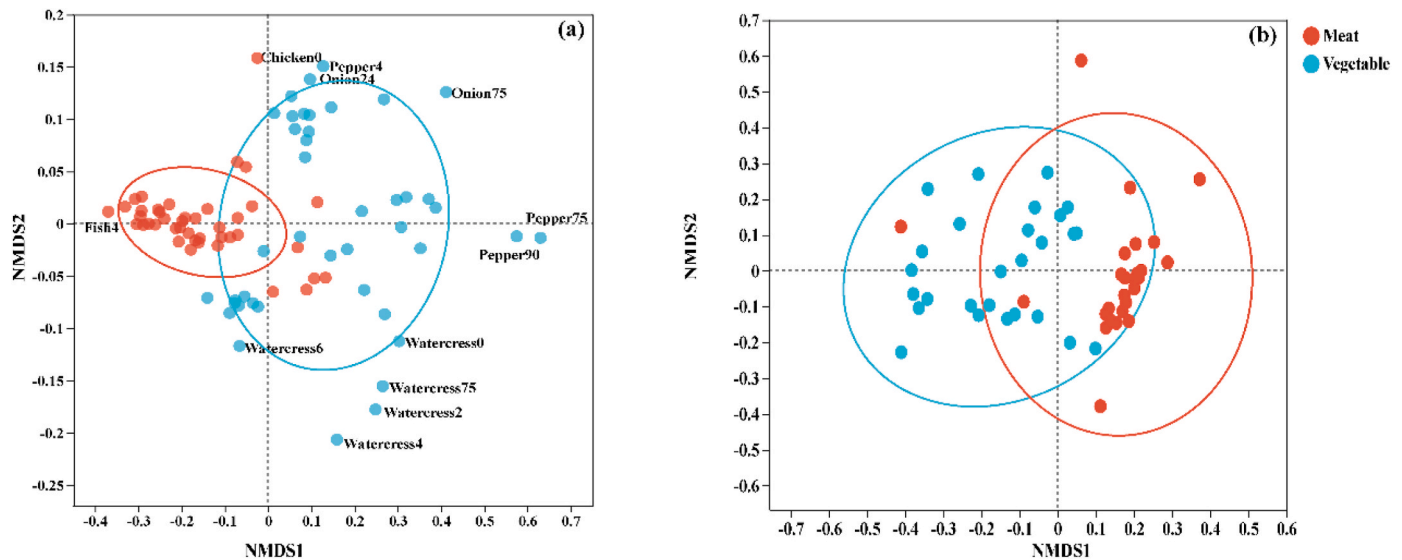 (a)
0.2
0.15
0.1
0.05
0
-0.05
-0.1
-0.15
-0.2
-0.25
NMDS2
Chicken0
Pepper4
Onion24
Onion75
Fish4
Pepper75
Pepper90
Watercress6
Watercress0
Watercress75
Watercress2
Watercress4
-0.4 -0.3 -0.2 -0.1 0 0.1 0.2 0.3 0.4 0.5 0.6 0.7
NMDS1
(b)
0.7
0.6
0.5
0.4
0.3
0.2
0.1
0
-0.1
-0.2
-0.3
-0.4
-0.5
-0.6
NMDS2
-0.7 -0.6 -0.5 -0.4 -0.3 -0.2 -0.1 0.0 0.1 0.2 0.3 0.4 0.5 0.6
NMDS1
Meat
Vegetable